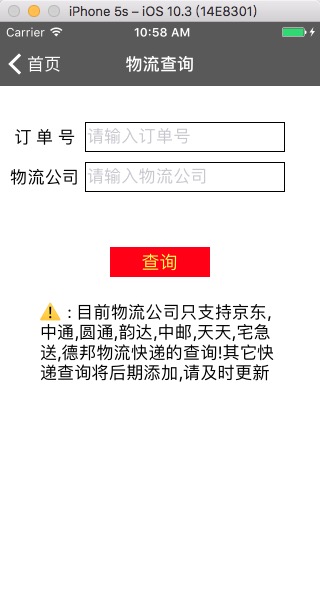 iPhone 5s – iOS 10.3 (14E8301)
Carrier 10:58 AM
首页 物流查询
订 单 号 请输入订单号
物流公司 请输入物流公司
查询
⚠️ : 目前物流公司只支持京东,
中通,圆通,韵达,中邮,天天,宅急
送,德邦物流快递的查询!其它快
递查询将后期添加,请及时更新